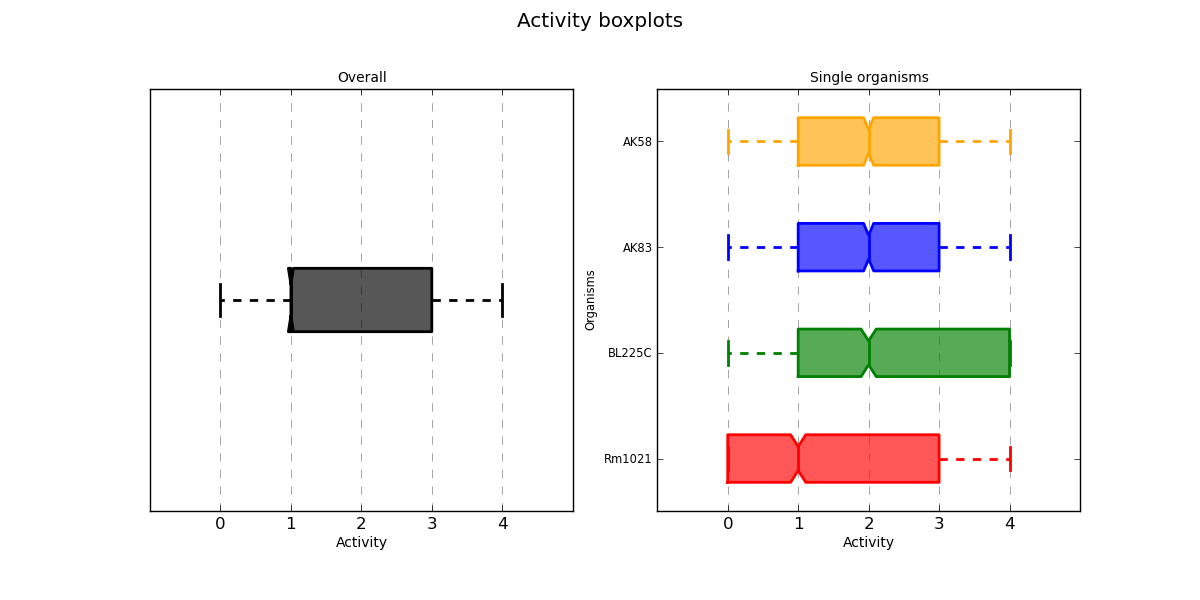 Activity boxplots
Overall
0 1 2 3 4
Activity
Single organisms
Organisms
AK58
AK83
BL225C
Rm1021
0 1 2 3 4
Activity